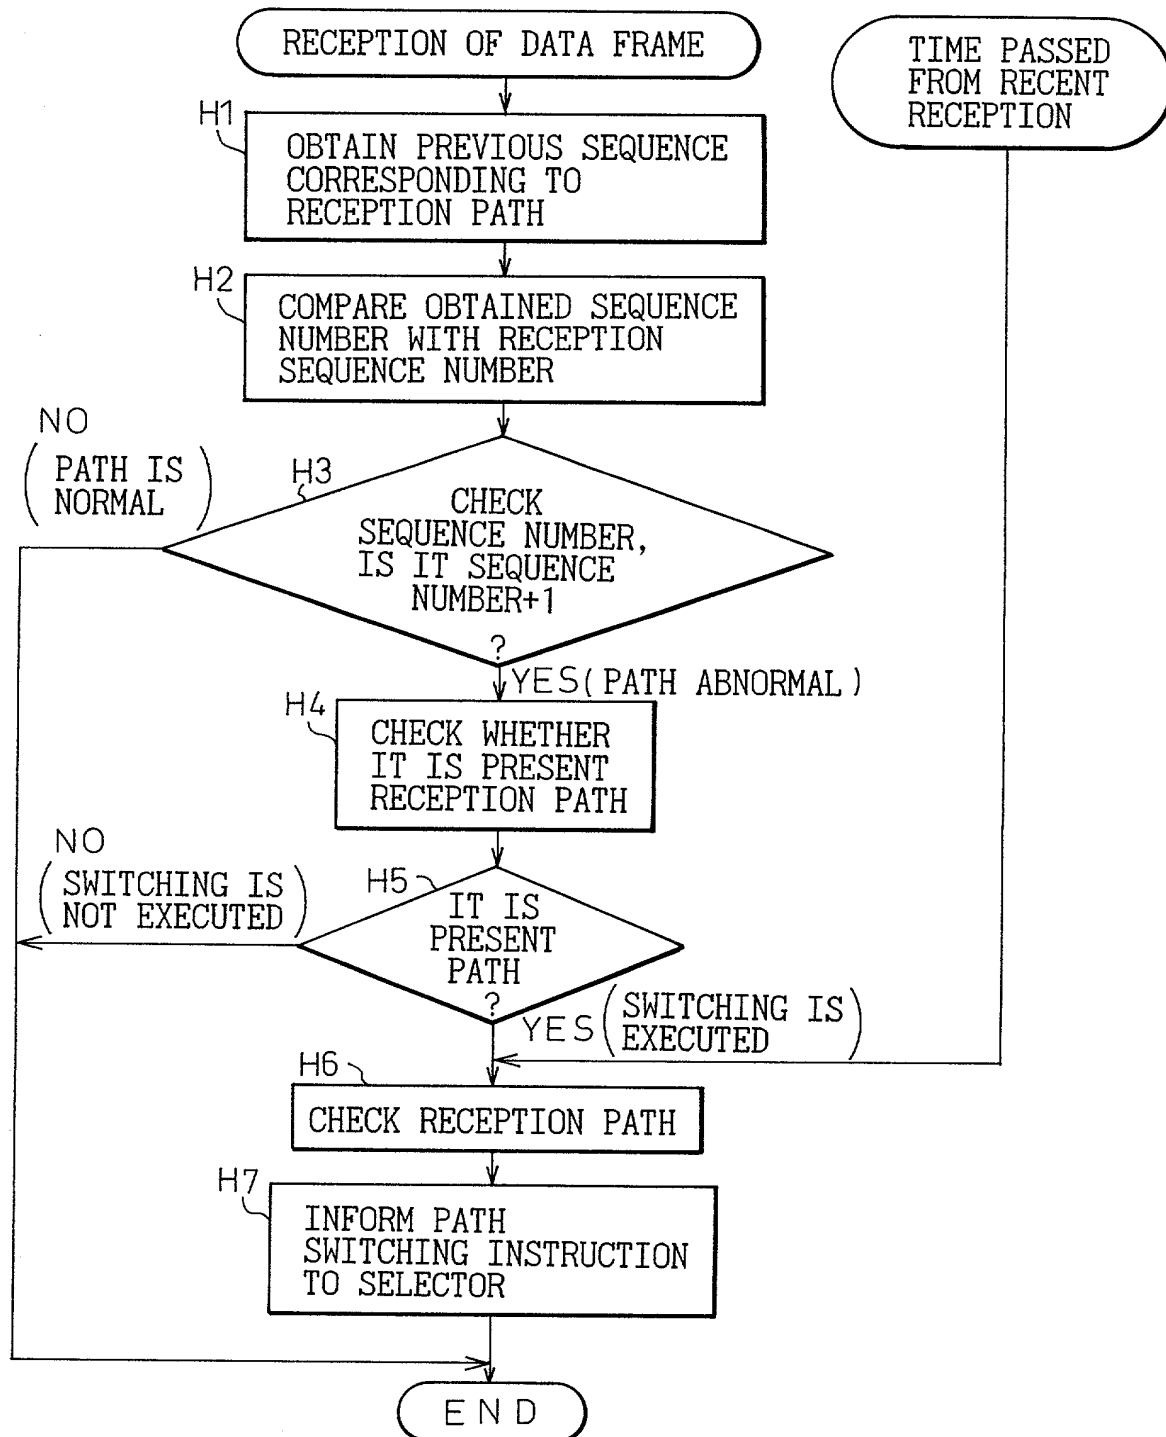 RECEPTION OF DATA FRAME
TIME PASSED
FROM RECENT
RECEPTION
H1
OBTAIN PREVIOUS SEQUENCE
CORRESPONDING TO
RECEPTION PATH
H2
COMPARE OBTAINED SEQUENCE
NUMBER WITH RECEPTION
SEQUENCE NUMBER
NO
(PATH IS
NORMAL)
H3
CHECK
SEQUENCE NUMBER,
IS IT SEQUENCE
NUMBER+1
?
YES (PATH ABNORMAL)
H4
CHECK WHETHER
IT IS PRESENT
RECEPTION PATH
NO
(SWITCHING IS
NOT EXECUTED)
H5
IT IS
PRESENT
PATH
?
YES (SWITCHING IS
EXECUTED)
H6
CHECK RECEPTION PATH
H7
INFORM PATH
SWITCHING INSTRUCTION
TO SELECTOR
END